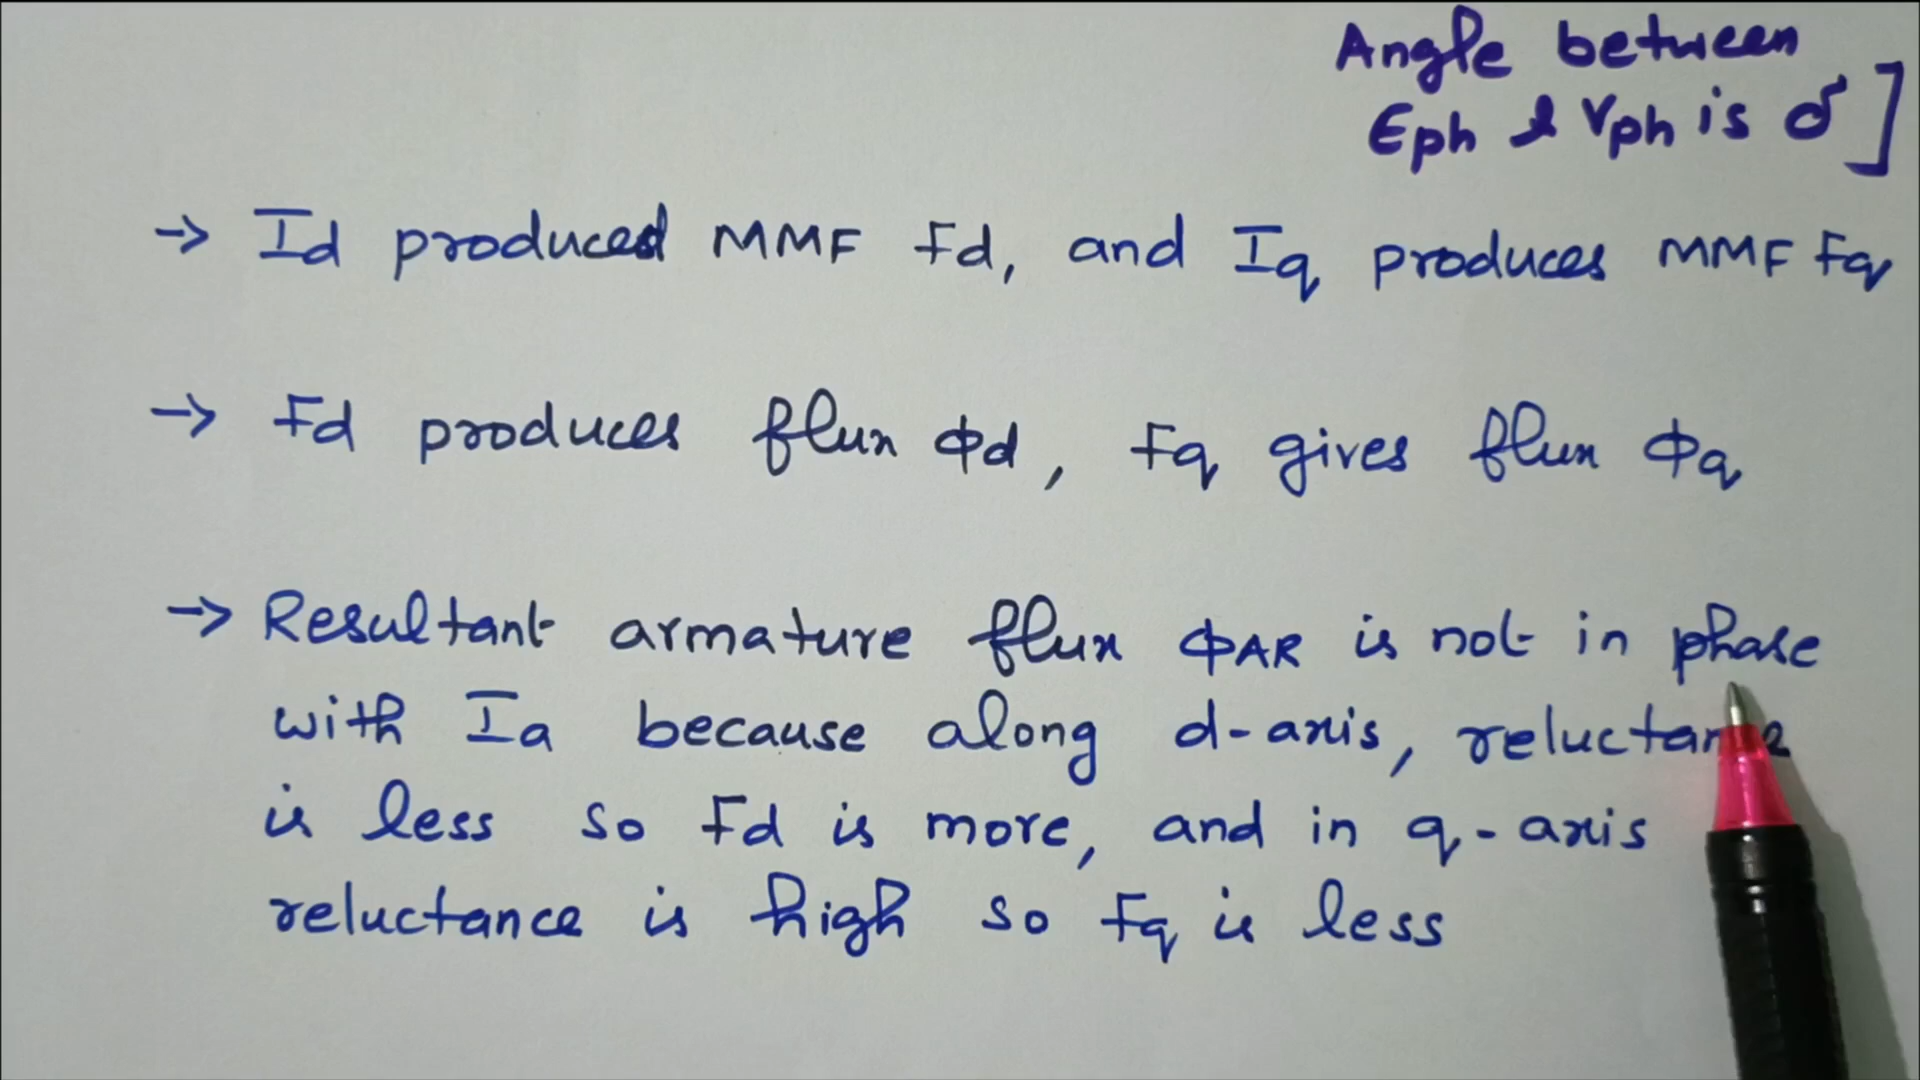 Angle between
Eph & Vph is δ]
→ Id produced MMF Fd, and Iq produces MMF Fq
→ Fd produces flux Φd, Fq gives flux Φq
→ Resultant armature flux ΦAR is not in phase
with Ia because along d-axis, reluctance
is less so Fd is more, and in q-axis
reluctance is high so Fq is less